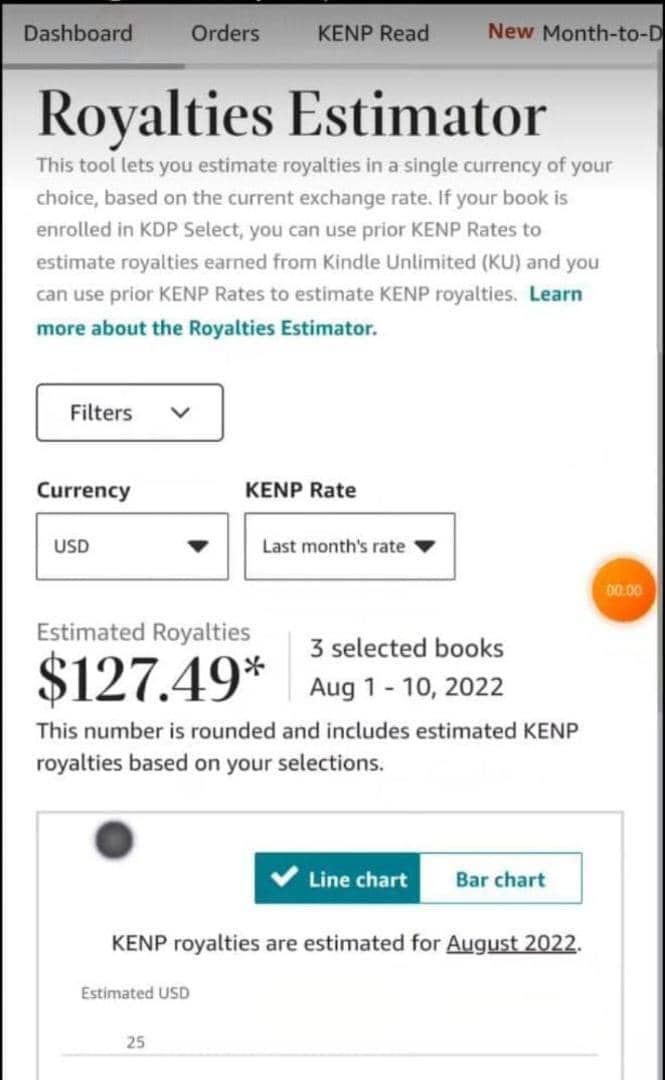 Dashboard Orders KENP Read New Month-to-D
Royalties Estimator
This tool lets you estimate royalties in a single currency of your
choice, based on the current exchange rate. If your book is
enrolled in KDP Select, you can use prior KENP Rates to
estimate royalties earned from Kindle Unlimited (KU) and you
can use prior KENP Rates to estimate KENP royalties. Learn
more about the Royalties Estimator.
Filters
Currency KENP Rate
USD Last month's rate
00:00
Estimated Royalties
$127.49*
3 selected books
Aug 1 - 10, 2022
This number is rounded and includes estimated KENP
royalties based on your selections.
Line chart Bar chart
KENP royalties are estimated for August 2022.
Estimated USD
25